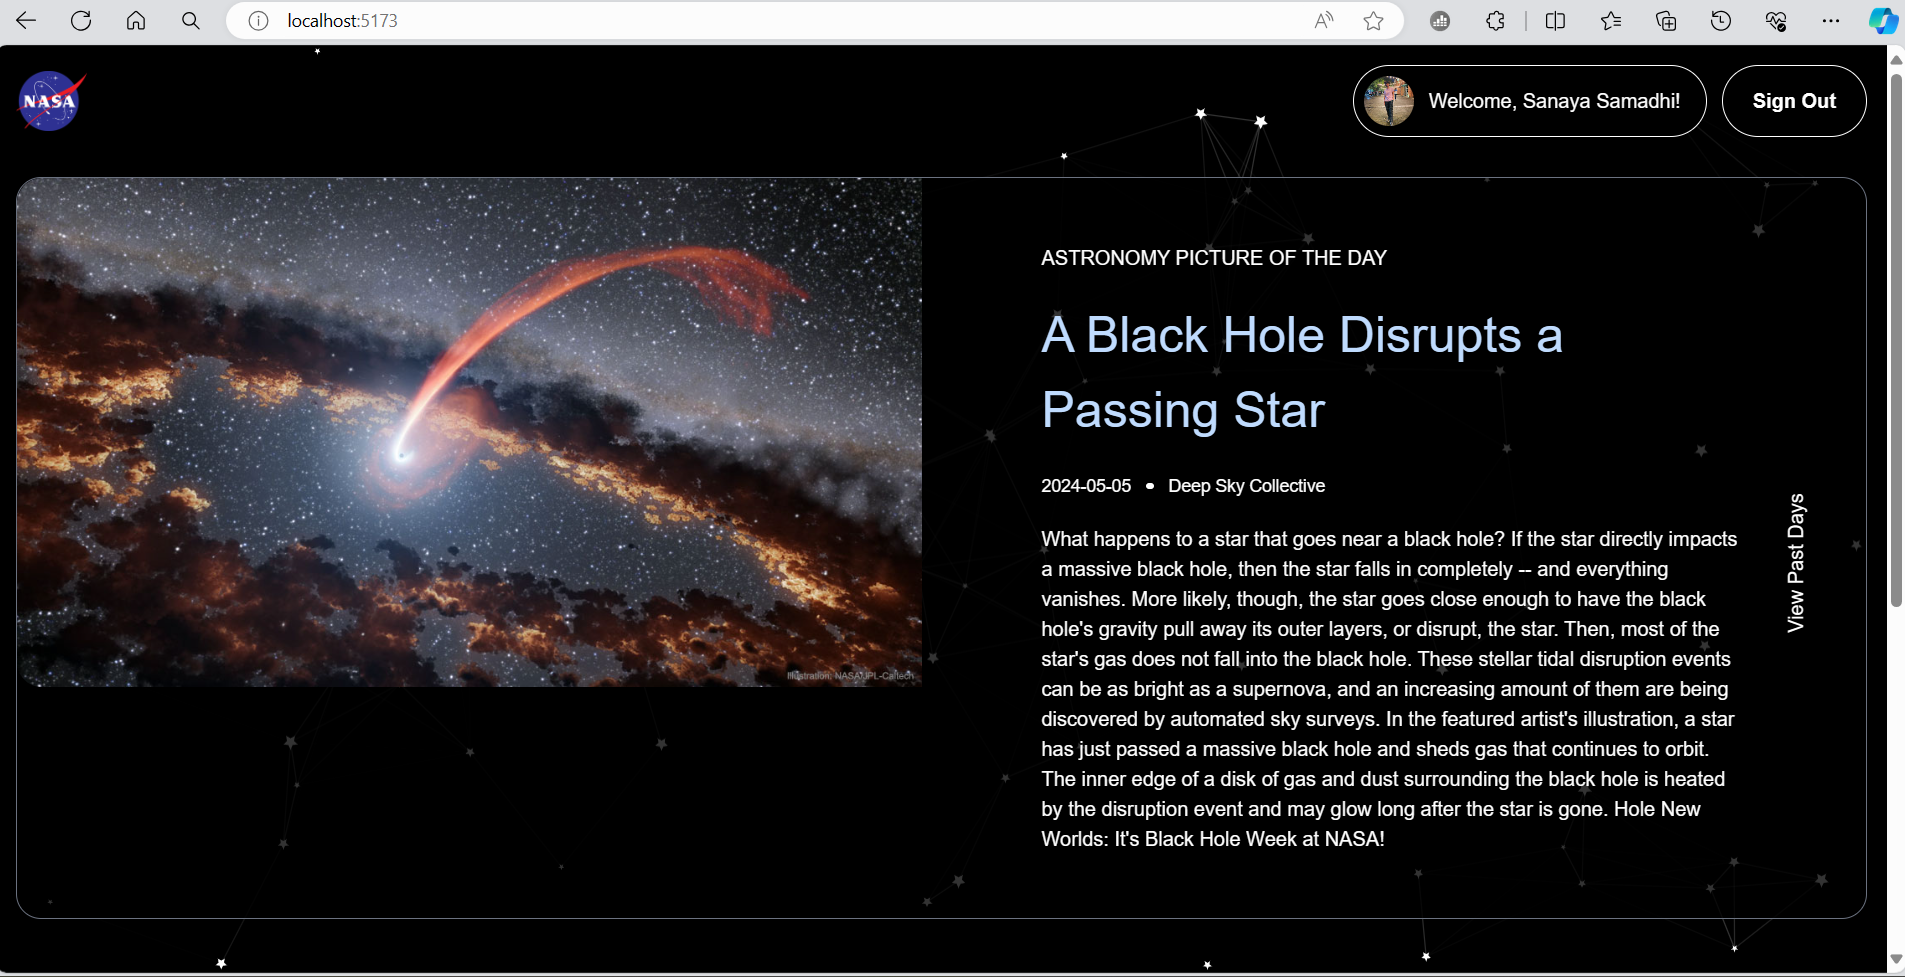 localhost:5173
NASA
Welcome, Sanaya Samadhi!
Sign Out
ASTRONOMY PICTURE OF THE DAY
A Black Hole Disrupts a
Passing Star
2024-05-05 • Deep Sky Collective
What happens to a star that goes near a black hole? If the star directly impacts
a massive black hole, then the star falls in completely -- and everything
vanishes. More likely, though, the star goes close enough to have the black
hole's gravity pull away its outer layers, or disrupt, the star. Then, most of the
star's gas does not fall into the black hole. These stellar tidal disruption events
can be as bright as a supernova, and an increasing amount of them are being
discovered by automated sky surveys. In the featured artist's illustration, a star
has just passed a massive black hole and sheds gas that continues to orbit.
The inner edge of a disk of gas and dust surrounding the black hole is heated
by the disruption event and may glow long after the star is gone. Hole New
Worlds: It's Black Hole Week at NASA!
View Past Days
Illustration: NASA/JPL-Caltech